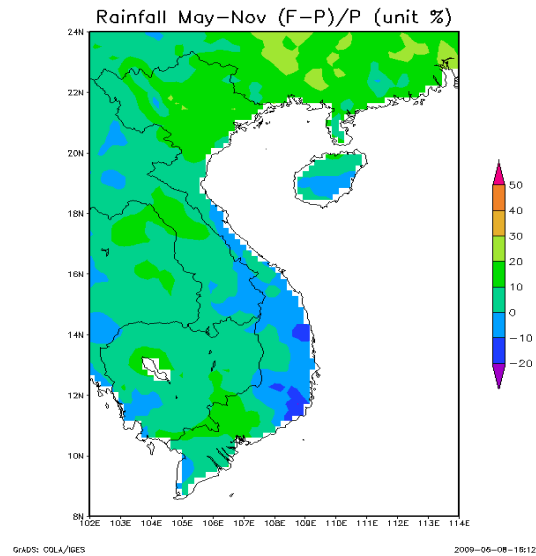 Rainfall May-Nov (F-P)/P (unit %)
24N
22N
20N
18N
16N
14N
12N
10N
8N
102E 103E 104E 105E 106E 107E 108E 109E 110E 111E 112E 113E 114E
50
40
30
20
10
0
-10
-20
GrADS: COLA/IGES
2009-06-08-15:12